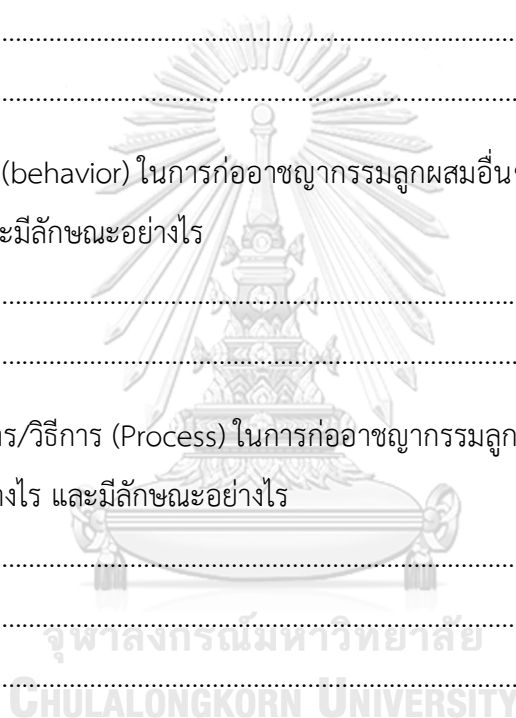 ................................................................................
................................................................................
(behavior) ในการก่ออาชญากรรมลูกผสมอื่น
ะมีลักษณะอย่างไร
................................................................................
................................................................................
าร/วิธีการ (Process) ในการก่ออาชญากรรมลูก
างไร และมีลักษณะอย่างไร
................................................................................
................................................................................
จุฬาลงกรณ์มหาวิทยาลัย
................................................................................
CHULALONGKORN UNIVERSITY